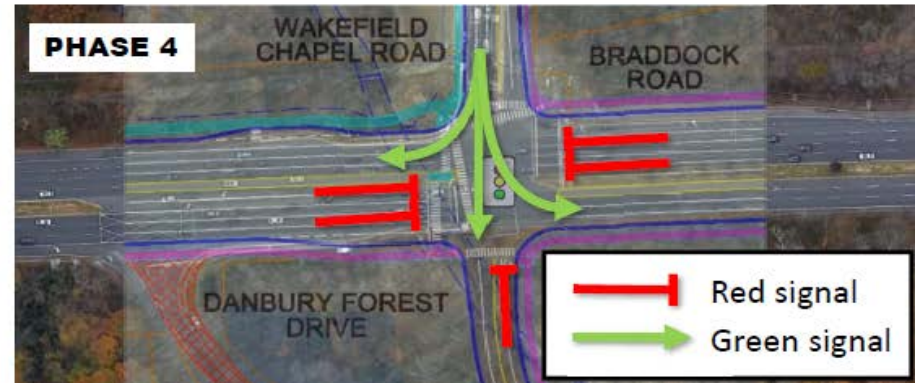 PHASE 4
WAKEFIELD
CHAPEL ROAD
BRADDOCK
ROAD
DANBURY FOREST
DRIVE
Red signal
Green signal